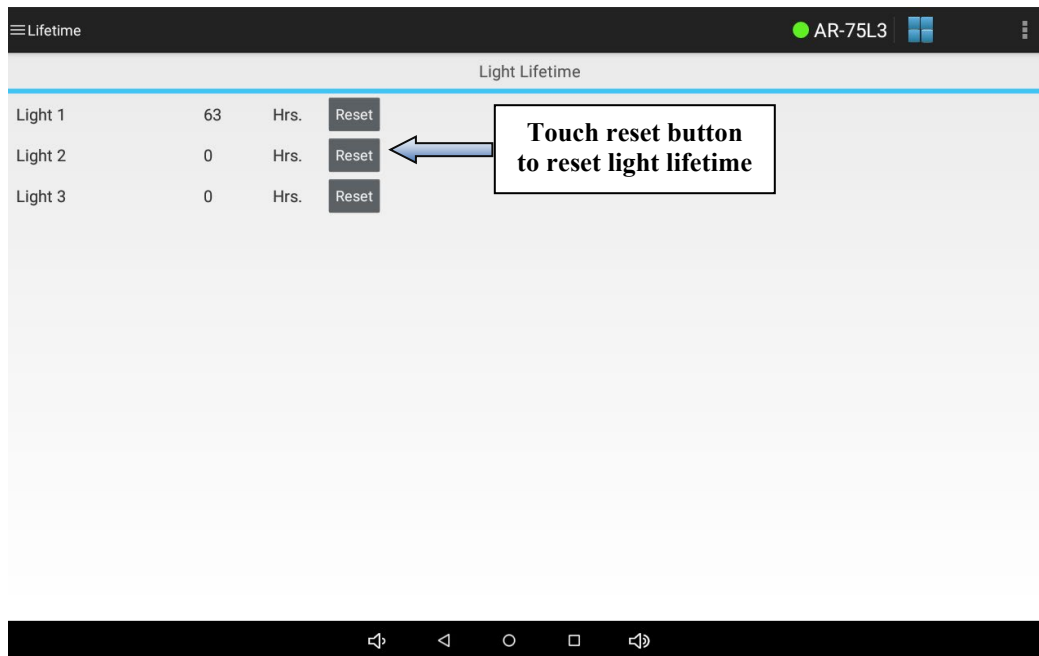 Lifetime AR-75L3
Light Lifetime
Light 1 63 Hrs. Reset
Light 2 0 Hrs. Reset
Light 3 0 Hrs. Reset
Touch reset button
to reset light lifetime